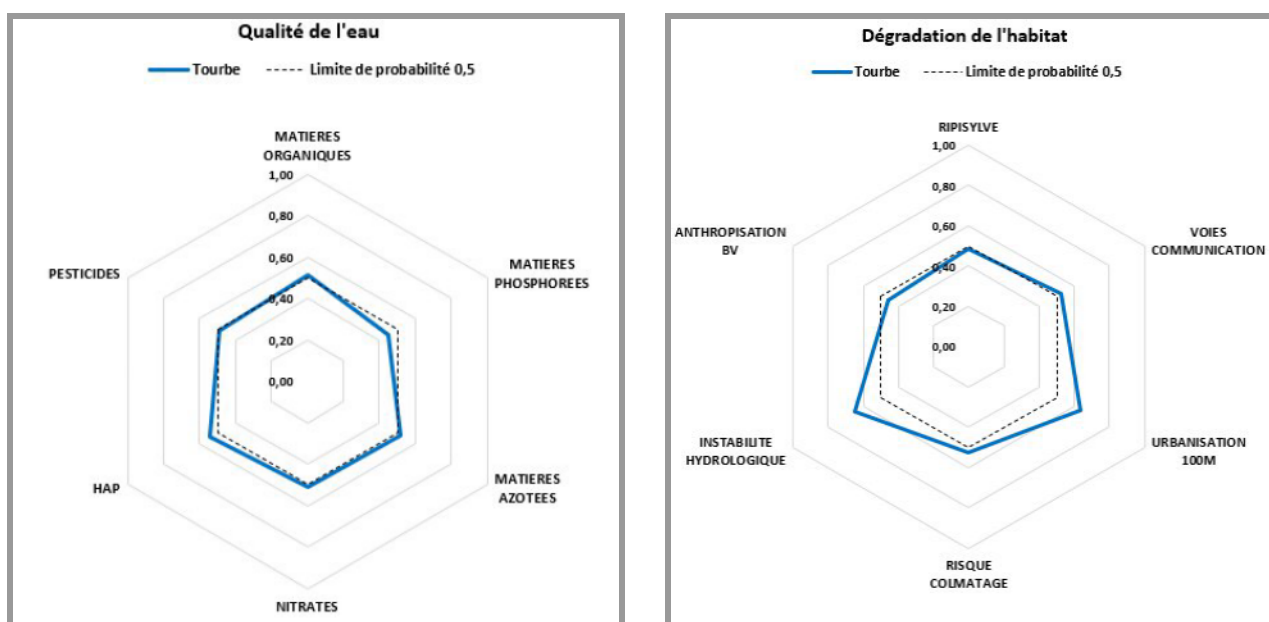 Qualité de l'eau
Tourbe
Limite de probabilité 0,5
MATIERES
ORGANIQUES
1,00
0,80
0,60
0,40
0,20
0,00
MATIERES
PHOSPHOREES
MATIERES
AZOTEES
NITRATES
HAP
PESTICIDES
Dégradation de l'habitat
Tourbe
Limite de probabilité 0,5
RIPISYLVE
1,00
0,80
0,60
0,40
0,20
0,00
VOIES
COMMUNICATION
URBANISATION
100M
RISQUE
COLMATAGE
INSTABILITE
HYDROLOGIQUE
ANTHROPISATION
BV